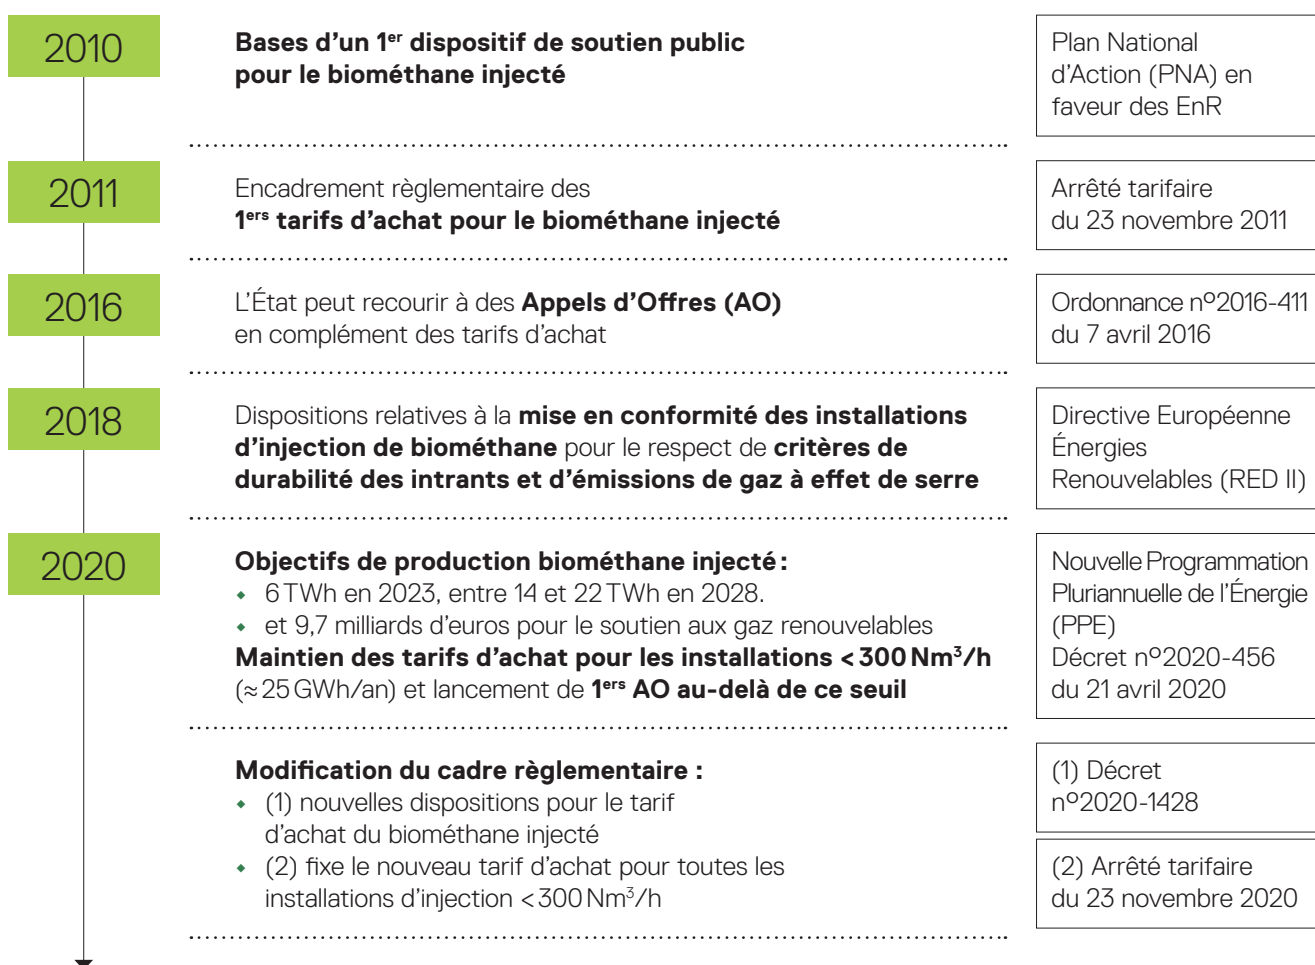 2010
Bases d’un 1er dispositif de soutien public
pour le biométhane injecté
Plan National
d’Action (PNA) en
faveur des EnR
2011
Encadrement règlementaire des
1ers tarifs d’achat pour le biométhane injecté
Arrêté tarifaire
du 23 novembre 2011
2016
L’État peut recourir à des Appels d’Offres (AO)
en complément des tarifs d’achat
Ordonnance nº2016-411
du 7 avril 2016
2018
Dispositions relatives à la mise en conformité des installations
d’injection de biométhane pour le respect de critères de
durabilité des intrants et d’émissions de gaz à effet de serre
Directive Européenne
Énergies
Renouvelables (RED II)
2020
Objectifs de production biométhane injecté :
• 6 TWh en 2023, entre 14 et 22 TWh en 2028.
• et 9,7 milliards d’euros pour le soutien aux gaz renouvelables
Maintien des tarifs d’achat pour les installations < 300 Nm³/h
(≈ 25 GWh/an) et lancement de 1ers AO au-delà de ce seuil
Nouvelle Programmation
Pluriannuelle de l’Énergie
(PPE)
Décret nº2020-456
du 21 avril 2020
Modification du cadre règlementaire :
• (1) nouvelles dispositions pour le tarif
d’achat du biométhane injecté
• (2) fixe le nouveau tarif d’achat pour toutes les
installations d’injection < 300 Nm³/h
(1) Décret
nº2020-1428
(2) Arrêté tarifaire
du 23 novembre 2020